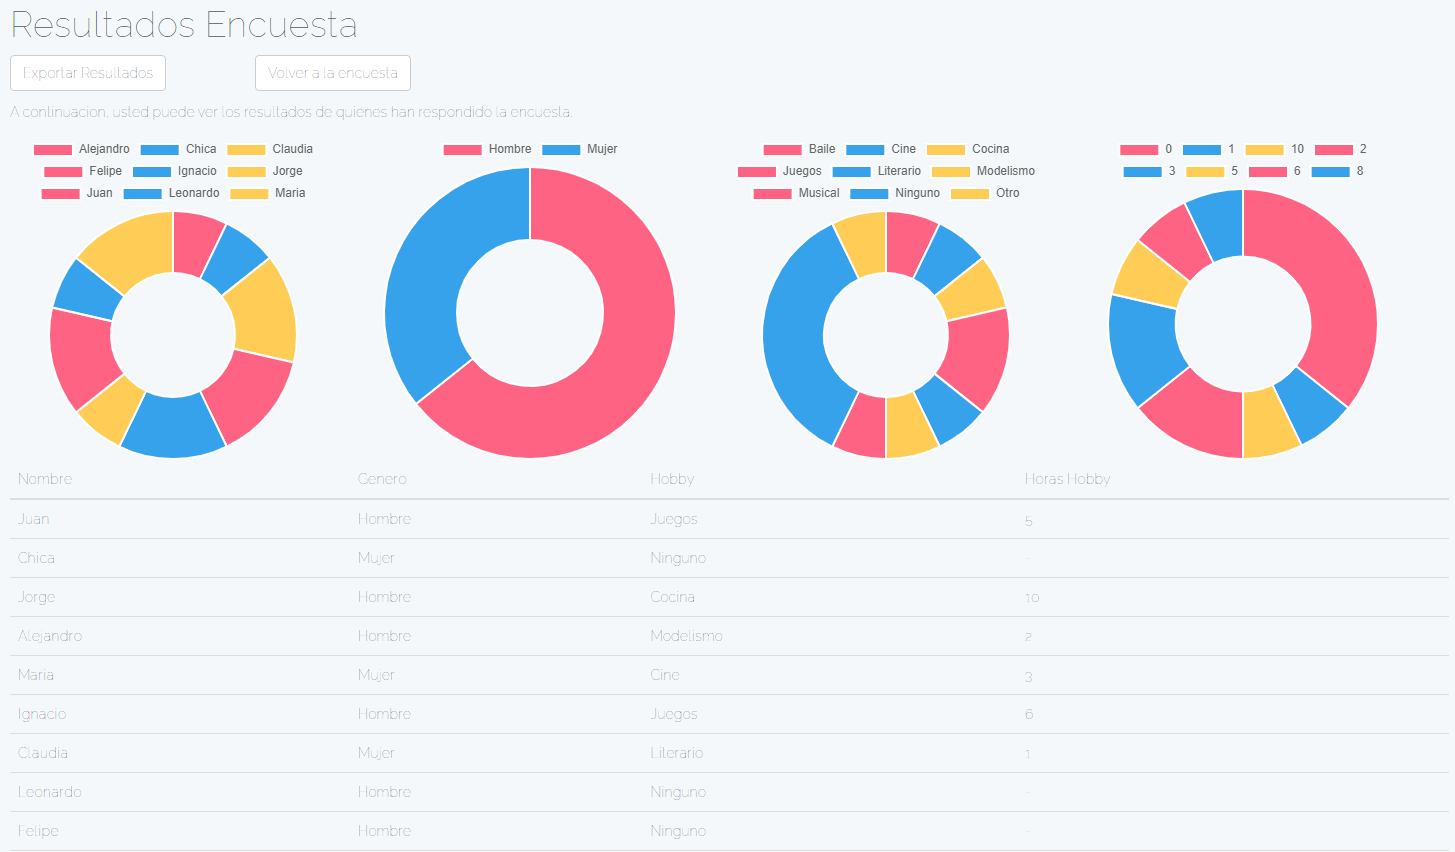 Resultados Encuesta
Exportar Resultados Volver a la encuesta
A continuacion, usted puede ver los resultados de quienes han respondido la encuesta.
Alejandro Chica Claudia
Felipe Ignacio Jorge
Juan Leonardo Maria
Hombre Mujer
Baile Cine Cocina
Juegos Literario Modelismo
Musical Ninguno Otro
0 1 10 2
3 5 6 8
Nombre Genero Hobby Horas Hobby
Juan Hombre Juegos 5
Chica Mujer Ninguno -
Jorge Hombre Cocina 10
Alejandro Hombre Modelismo 2
Maria Mujer Cine 3
Ignacio Hombre Juegos 6
Claudia Mujer Literario 1
Leonardo Hombre Ninguno -
Felipe Hombre Ninguno -